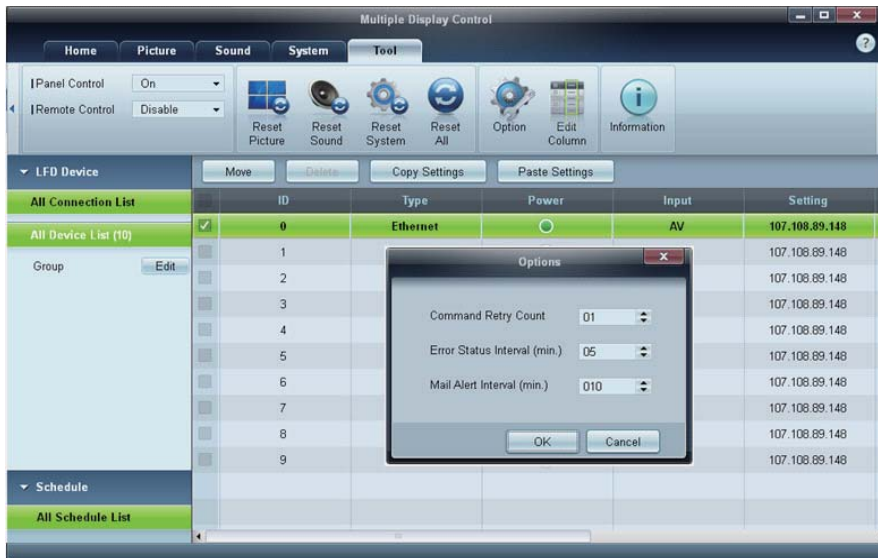 Multiple Display Control
Home Picture Sound System Tool
?
| Panel Control On
| Remote Control Disable
Reset Picture
Reset Sound
Reset System
Reset All
Option
Edit Column
Information
LFD Device
Move Delete Copy Settings Paste Settings
All Connection List
ID Type Power Input Setting
All Device List (10)
Group Edit
0 Ethernet AV 107.108.89.148
1 107.108.89.148
2 107.108.89.148
3 107.108.89.148
4 107.108.89.148
5 107.108.89.148
6 107.108.89.148
7 107.108.89.148
8 107.108.89.148
9 107.108.89.148
Options
Command Retry Count 01
Error Status Interval (min.) 05
Mail Alert Interval (min.) 010
OK Cancel
Schedule
All Schedule List